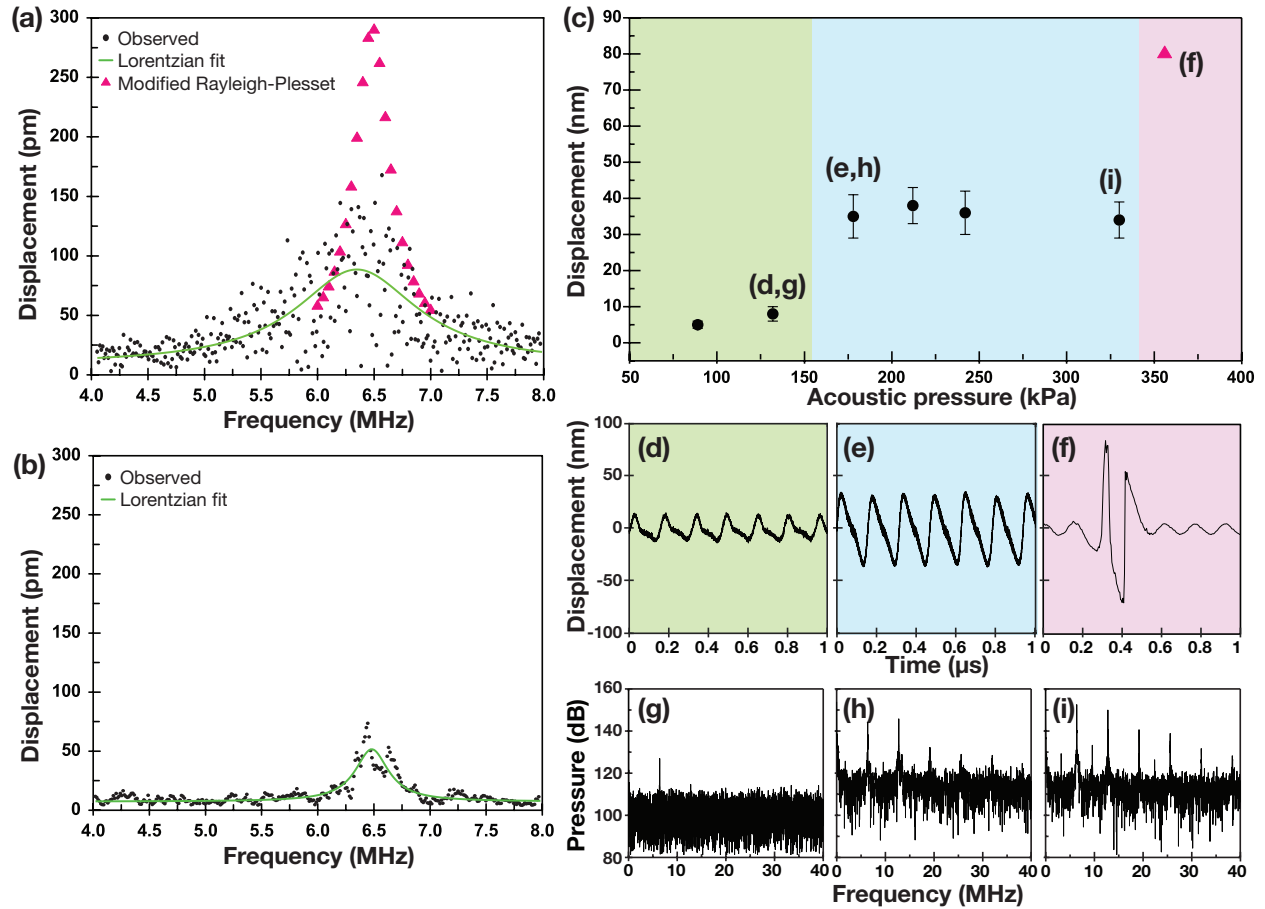 (a)
300
250
200
150
100
50
0
Displacement (pm)
Observed
Lorentzian fit
Modified Rayleigh-Plesset
4.0 4.5 5.0 5.5 6.0 6.5 7.0 7.5 8.0
Frequency (MHz)
(b)
300
250
200
150
100
50
0
Displacement (pm)
Observed
Lorentzian fit
4.0 4.5 5.0 5.5 6.0 6.5 7.0 7.5 8.0
Frequency (MHz)
(c)
90
80
70
60
50
40
30
20
10
0
Displacement (nm)
(f)
(e,h)
(i)
(d,g)
50 100 150 200 250 300 350 400
Acoustic pressure (kPa)
100
50
0
-50
-100
Displacement (nm)
(d) (e) (f)
0 0.2 0.4 0.6 0.8 1 0 0.2 0.4 0.6 0.8 1 0 0.2 0.4 0.6 0.8 1
Time (µs)
160
140
120
100
80
Pressure (dB)
(g) (h) (i)
0 10 20 30 40 0 10 20 30 40 0 10 20 30 40
Frequency (MHz)